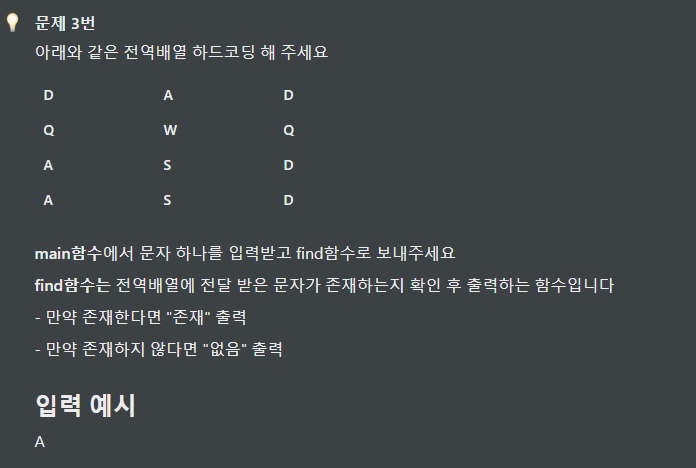 문제 3번
아래와 같은 전역배열 하드코딩 해 주세요
D A D
Q W Q
A S D
A S D
main함수에서 문자 하나를 입력받고 find함수로 보내주세요
find함수는 전역배열에 전달 받은 문자가 존재하는지 확인 후 출력하는 함수입니다
- 만약 존재한다면 "존재" 출력
- 만약 존재하지 않다면 "없음" 출력
입력 예시
A